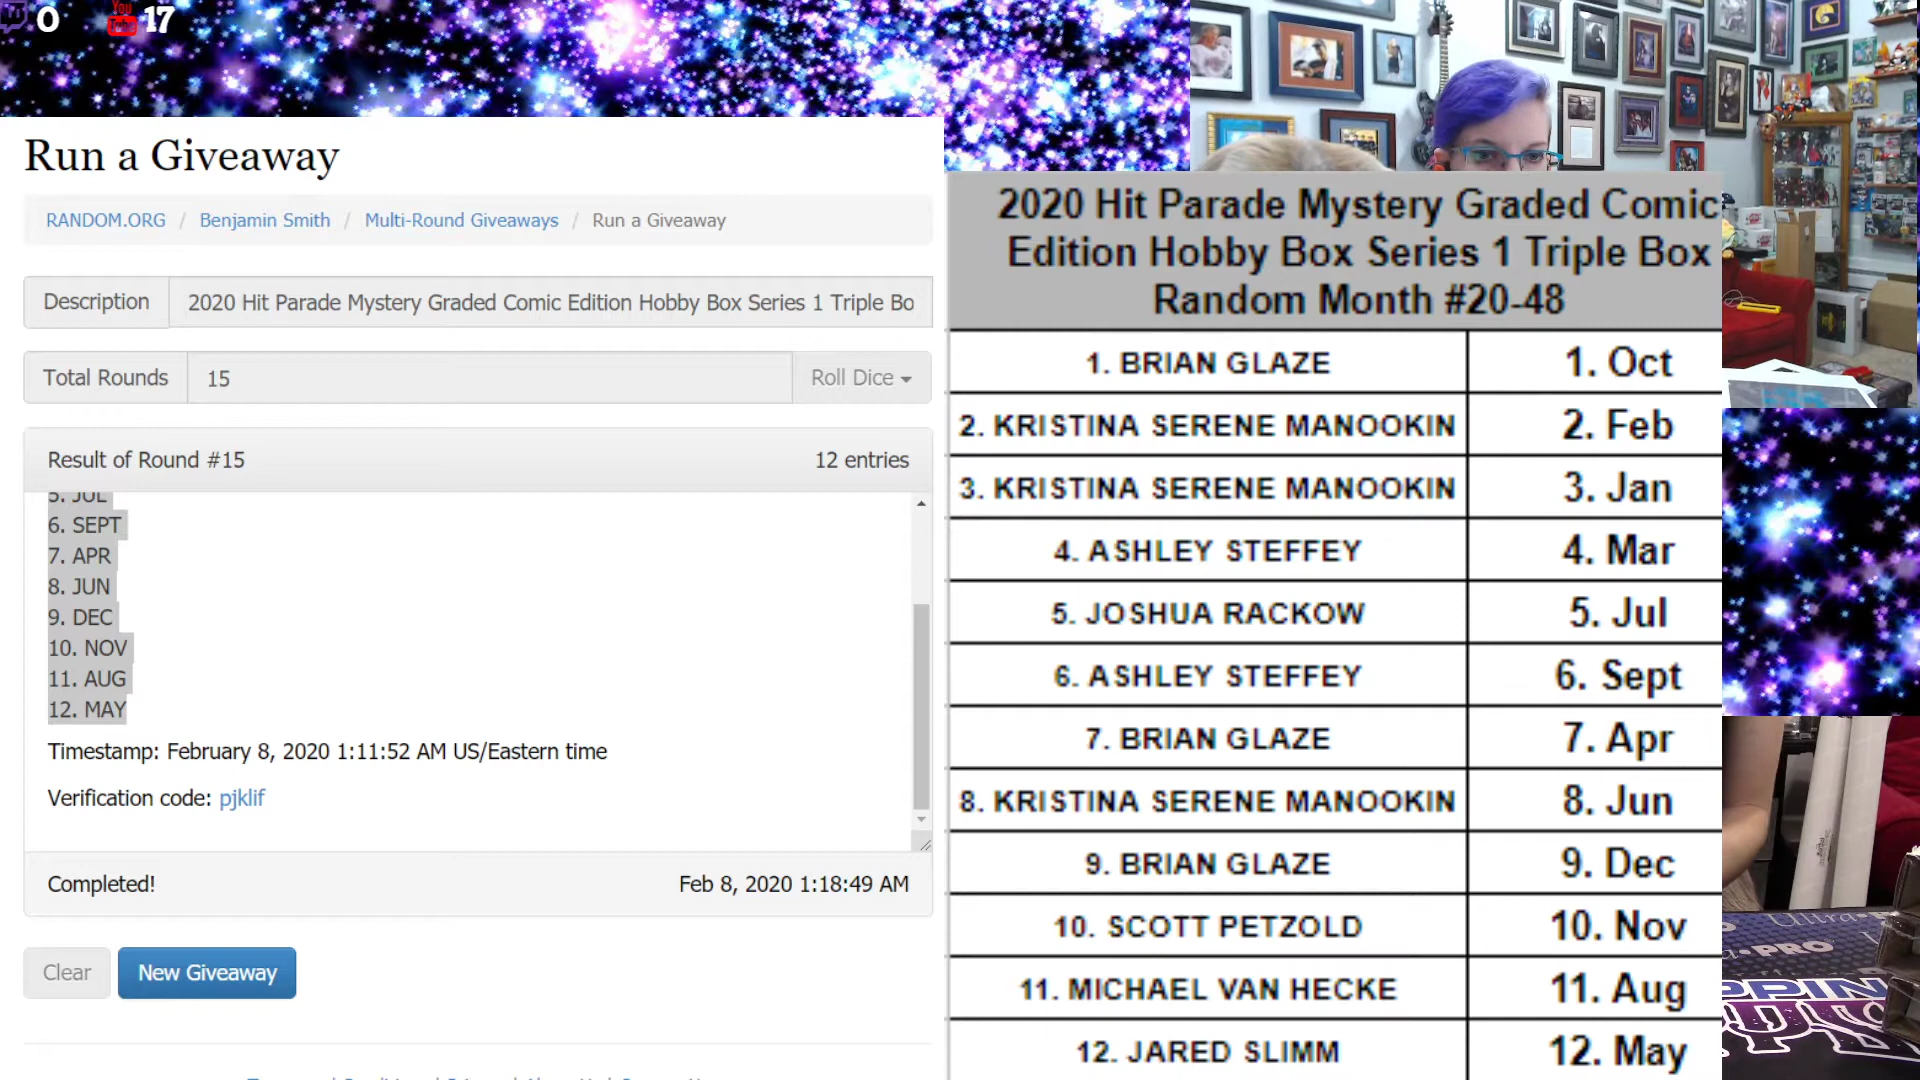 0
You
Tube
17
Run a Giveaway
RANDOM.ORG / Benjamin Smith / Multi-Round Giveaways / Run a Giveaway
Description 2020 Hit Parade Mystery Graded Comic Edition Hobby Box Series 1 Triple Bo
Total Rounds 15 Roll Dice
Result of Round #15 12 entries
5. JUL
6. SEPT
7. APR
8. JUN
9. DEC
10. NOV
11. AUG
12. MAY
Timestamp: February 8, 2020 1:11:52 AM US/Eastern time
Verification code: pjklif
Completed! Feb 8, 2020 1:18:49 AM
Clear New Giveaway
2020 Hit Parade Mystery Graded Comic
Edition Hobby Box Series 1 Triple Box
Random Month #20-48
1. BRIAN GLAZE 1. Oct
2. KRISTINA SERENE MANOOKIN 2. Feb
3. KRISTINA SERENE MANOOKIN 3. Jan
4. ASHLEY STEFFEY 4. Mar
5. JOSHUA RACKOW 5. Jul
6. ASHLEY STEFFEY 6. Sept
7. BRIAN GLAZE 7. Apr
8. KRISTINA SERENE MANOOKIN 8. Jun
9. BRIAN GLAZE 9. Dec
10. SCOTT PETZOLD 10. Nov
11. MICHAEL VAN HECKE 11. Aug
12. JARED SLIMM 12. May
Ultra
PRO
PPIN